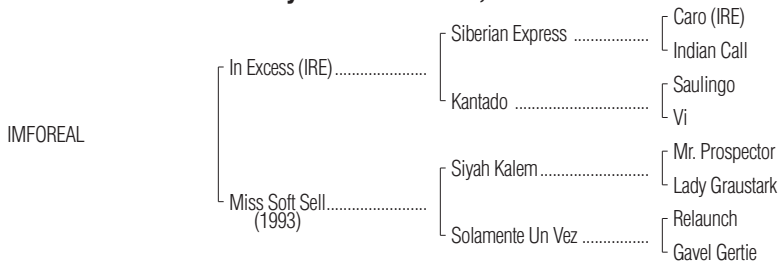 Caro (IRE)
Siberian Express
Indian Call
In Excess (IRE)
Saulingo
Kantado
Vi
IMFOREAL
Mr. Prospector
Siyah Kalem
Lady Graustark
Miss Soft Sell
(1993)
Relaunch
Solamente Un Vez
Gavel Gertie